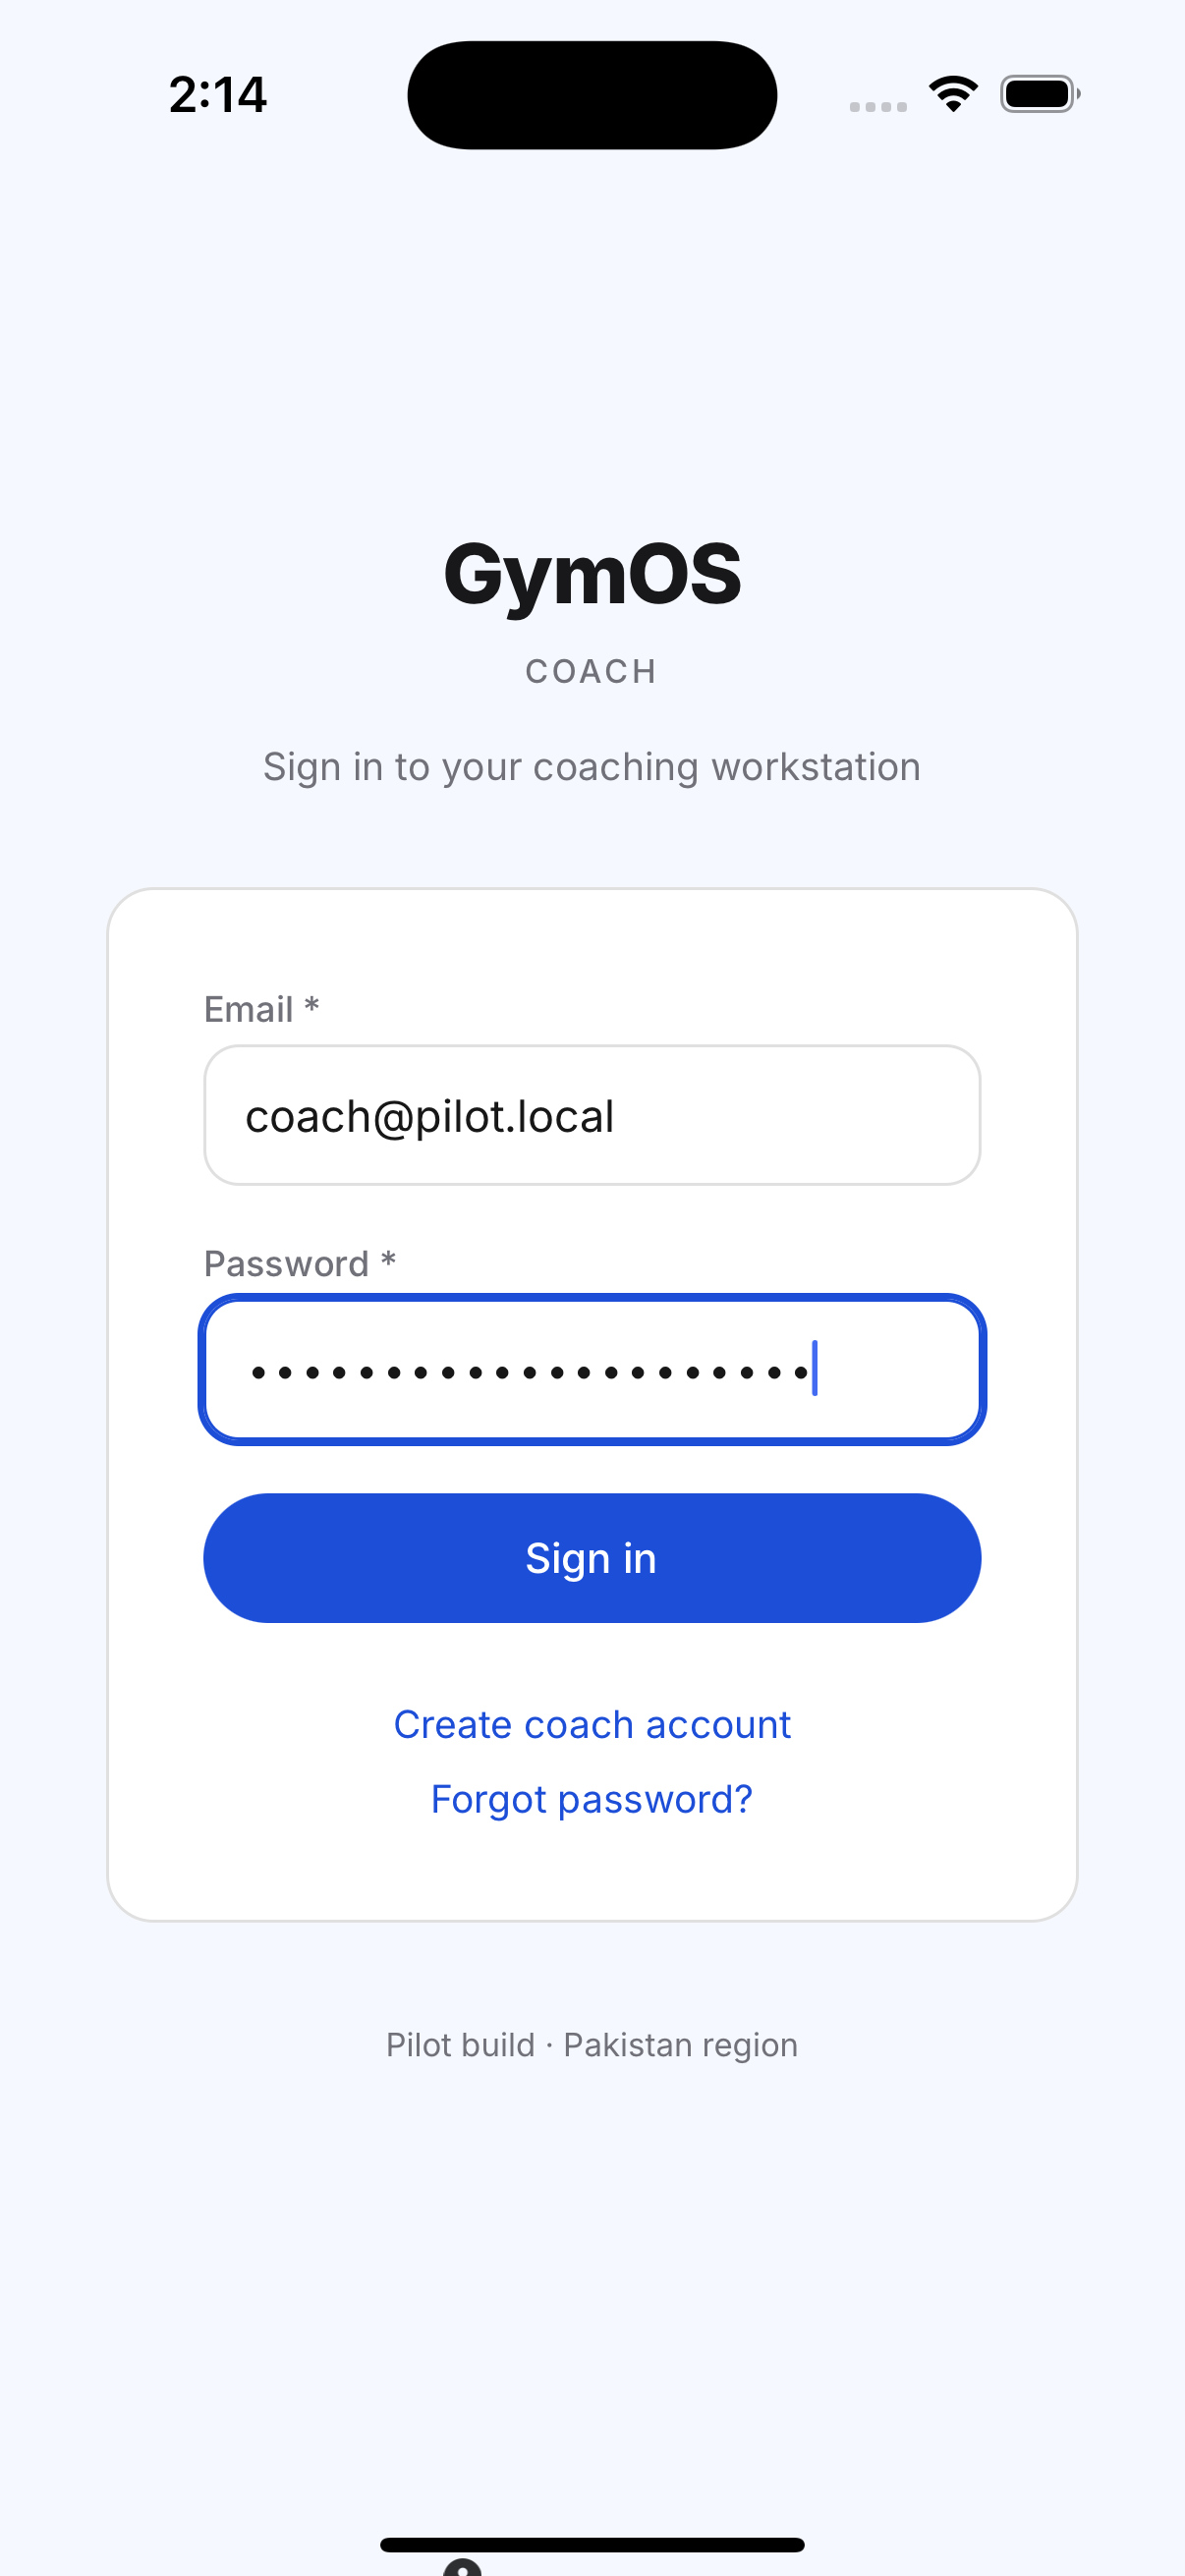 2:14
GymOS
COACH
Sign in to your coaching workstation
Email *
coach@pilot.local
Password *
•••••••••••••••••••••
Sign in
Create coach account
Forgot password?
Pilot build · Pakistan region